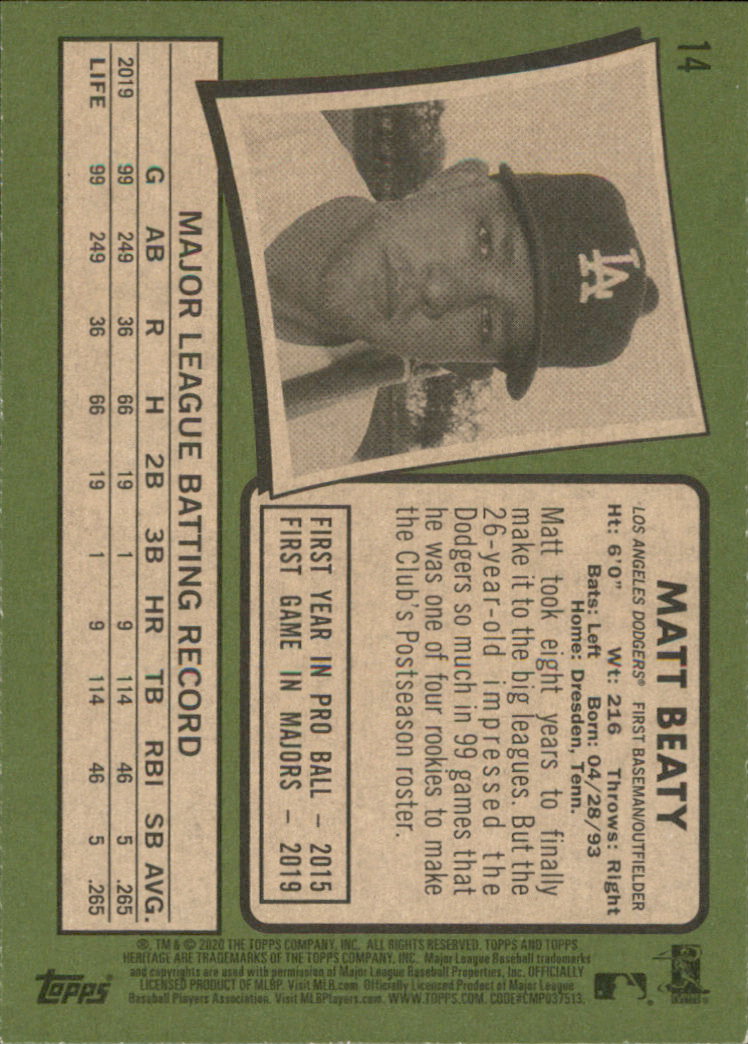 14
LA
MATT BEATY
LOS ANGELES DODGERS® FIRST BASEMAN/OUTFIELDER
Ht: 6'0" Wt: 216 Throws: Right
Bats: Left Born: 04/28/93
Home: Dresden, Tenn.
Matt took eight years to finally
make it to the big leagues. But the
26-year-old impressed the
Dodgers so much in 99 games that
he was one of four rookies to make
the Club's Postseason roster.
FIRST YEAR IN PRO BALL – 2015
FIRST GAME IN MAJORS – 2019
MAJOR LEAGUE BATTING RECORD
G AB R H 2B 3B HR TB RBI SB AVG.
2019 99 249 36 66 19 1 9 114 46 5 .265
LIFE 99 249 36 66 19 1 9 114 46 5 .265
®, TM & © 2020 THE TOPPS COMPANY, INC. ALL RIGHTS RESERVED. TOPPS AND TOPPS
HERITAGE ARE TRADEMARKS OF THE TOPPS COMPANY, INC. Major League Baseball trademarks
and copyrights are used with permission of Major League Baseball Properties, Inc. OFFICIALLY
LICENSED PRODUCT OF MLBP. Visit MLB.com. Officially Licensed Product of Major League
Baseball Players Association. Visit MLBPlayers.com. WWW.TOPPS.COM. CODE#CMP037513.
Topps®